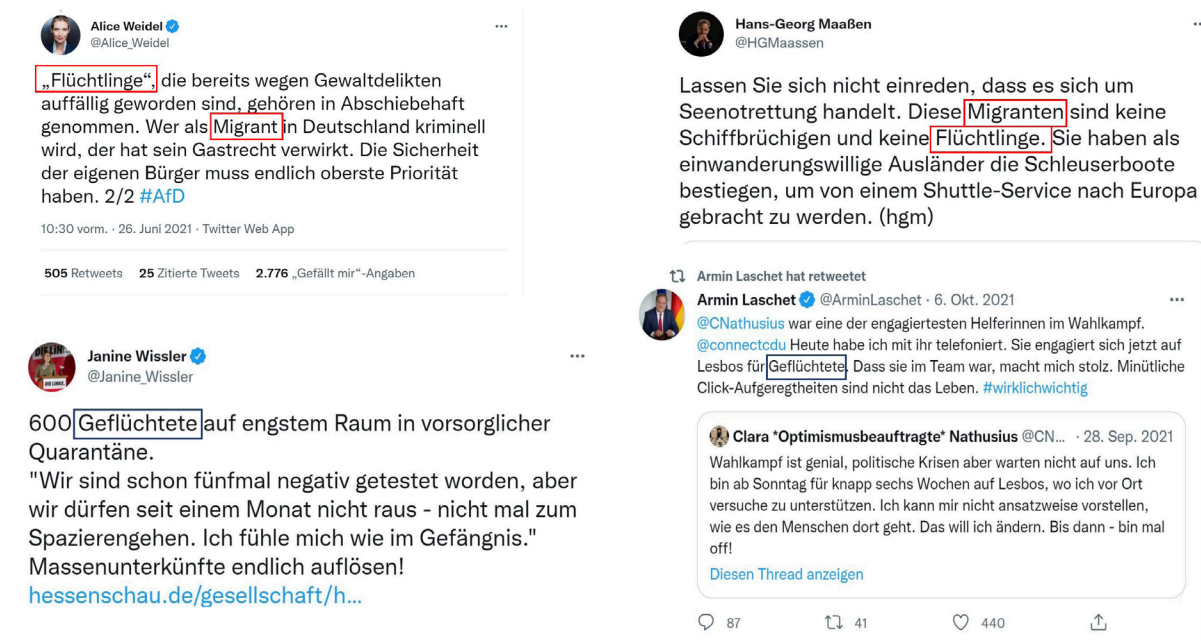 Alice Weidel
@Alice_Weidel
„Flüchtlinge“, die bereits wegen Gewaltdelikten
auffällig geworden sind, gehören in Abschiebehaft
genommen. Wer als Migrant in Deutschland kriminell
wird, der hat sein Gastrecht verwirkt. Die Sicherheit
der eigenen Bürger muss endlich oberste Priorität
haben. 2/2 #AfD
10:30 vorm. · 26. Juni 2021 · Twitter Web App
505 Retweets 25 Zitierte Tweets 2.776 „Gefällt mir“-Angaben
Janine Wissler
@Janine_Wissler
600 Geflüchtete auf engstem Raum in vorsorglicher
Quarantäne.
"Wir sind schon fünfmal negativ getestet worden, aber
wir dürfen seit einem Monat nicht raus - nicht mal zum
Spazierengehen. Ich fühle mich wie im Gefängnis."
Massenunterkünfte endlich auflösen!
hessenschau.de/gesellschaft/h...
Hans-Georg Maaßen
@HGMaassen
Lassen Sie sich nicht einreden, dass es sich um
Seenotrettung handelt. Diese Migranten sind keine
Schiffbrüchigen und keine Flüchtlinge. Sie haben als
einwanderungswillige Ausländer die Schleuserboote
bestiegen, um von einem Shuttle-Service nach Europa
gebracht zu werden. (hgm)
Armin Laschet hat retweetet
Armin Laschet @ArminLaschet · 6. Okt. 2021
@CNathusius war eine der engagiertesten Helferinnen im Wahlkampf.
@connectcdu Heute habe ich mit ihr telefoniert. Sie engagiert sich jetzt auf
Lesbos für Geflüchtete. Dass sie im Team war, macht mich stolz. Minütliche
Click-Aufgeregtheiten sind nicht das Leben. #wirklichwichtig
Clara *Optimismusbeauftragte* Nathusius @CN... · 28. Sep. 2021
Wahlkampf ist genial, politische Krisen aber warten nicht auf uns. Ich
bin ab Sonntag für knapp sechs Wochen auf Lesbos, wo ich vor Ort
versuche zu unterstützen. Ich kann mir nicht ansatzweise vorstellen,
wie es den Menschen dort geht. Das will ich ändern. Bis dann - bin mal
off!
Diesen Thread anzeigen
87 41 440